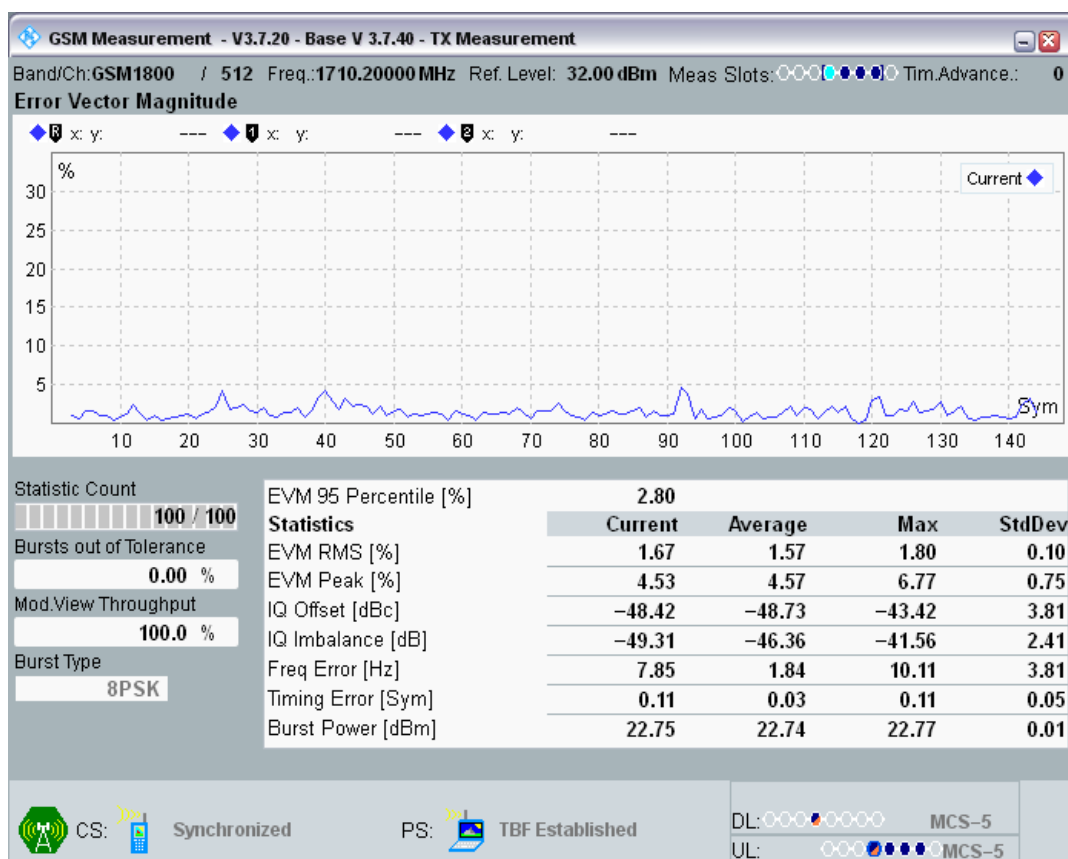 GSM Measurement - V3.7.20 - Base V 3.7.40 - TX Measurement
Band/Ch:GSM1800 / 512 Freq.:1710.20000 MHz Ref. Level: 32.00 dBm Meas Slots: Tim.Advance.: 0
Error Vector Magnitude
R x: y: --- 1 x: y: --- 2 x: y: ---
%
Current
30
25
20
15
10
5
Sym
10 20 30 40 50 60 70 80 90 100 110 120 130 140
Statistic Count
100 / 100
Bursts out of Tolerance
0.00 %
Mod.View Throughput
100.0 %
Burst Type
8PSK
EVM 95 Percentile [%] 2.80
Statistics Current Average Max StdDev
EVM RMS [%] 1.67 1.57 1.80 0.10
EVM Peak [%] 4.53 4.57 6.77 0.75
IQ Offset [dBc] −48.42 −48.73 −43.42 3.81
IQ Imbalance [dB] −49.31 −46.36 −41.56 2.41
Freq Error [Hz] 7.85 1.84 10.11 3.81
Timing Error [Sym] 0.11 0.03 0.11 0.05
Burst Power [dBm] 22.75 22.74 22.77 0.01
CS: Synchronized PS: TBF Established
DL: MCS−5
UL: MCS−5